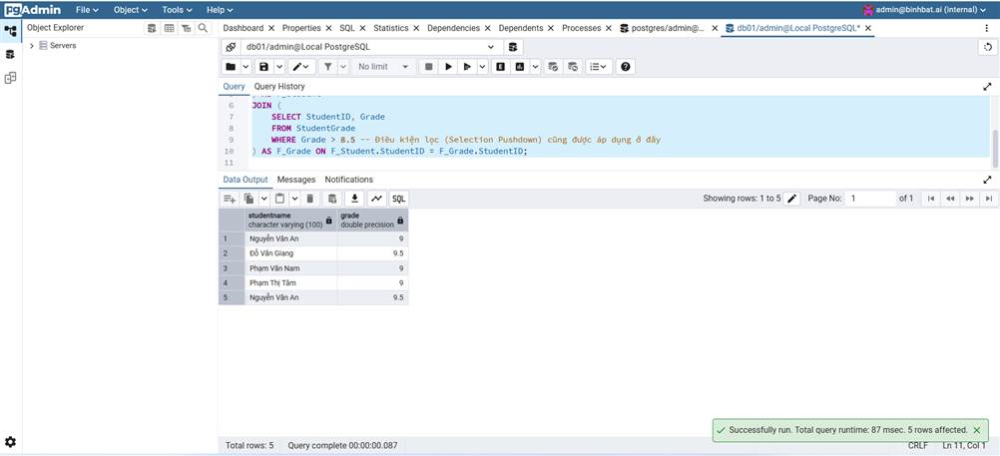 pgAdmin File Object Tools Help admin@binhbat.ai (internal)
Object Explorer
Dashboard Properties SQL Statistics Dependencies Dependents Processes postgres/admin@... db01/admin@Local PostgreSQL*
Servers
db01/admin@Local PostgreSQL
No limit
Query Query History
6 JOIN (
7 SELECT StudentID, Grade
8 FROM StudentGrade
9 WHERE Grade > 8.5 -- Điều kiện lọc (Selection Pushdown) cũng được áp dụng ở đây
10 ) AS F_Grade ON F_Student.StudentID = F_Grade.StudentID;
11
Data Output Messages Notifications
SQL Showing rows: 1 to 5 Page No: 1 of 1
studentname grade
character varying (100) double precision
1 Nguyễn Văn An 9
2 Đỗ Văn Giang 9.5
3 Phạm Văn Nam 9
4 Phạm Thị Tâm 9
5 Nguyễn Văn An 9.5
Successfully run. Total query runtime: 87 msec. 5 rows affected.
Total rows: 5 Query complete 00:00:00.087 CRLF Ln 11, Col 1